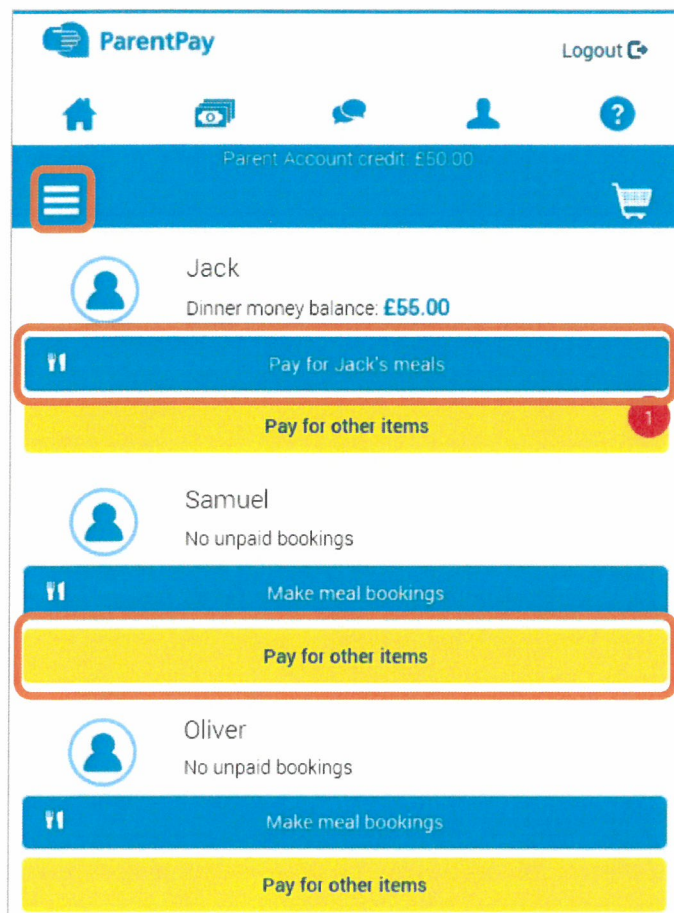 ParentPay
Logout
?
Parent Account credit: £50.00
Jack
Dinner money balance: £55.00
Pay for Jack's meals
Pay for other items
1
Samuel
No unpaid bookings
Make meal bookings
Pay for other items
Oliver
No unpaid bookings
Make meal bookings
Pay for other items